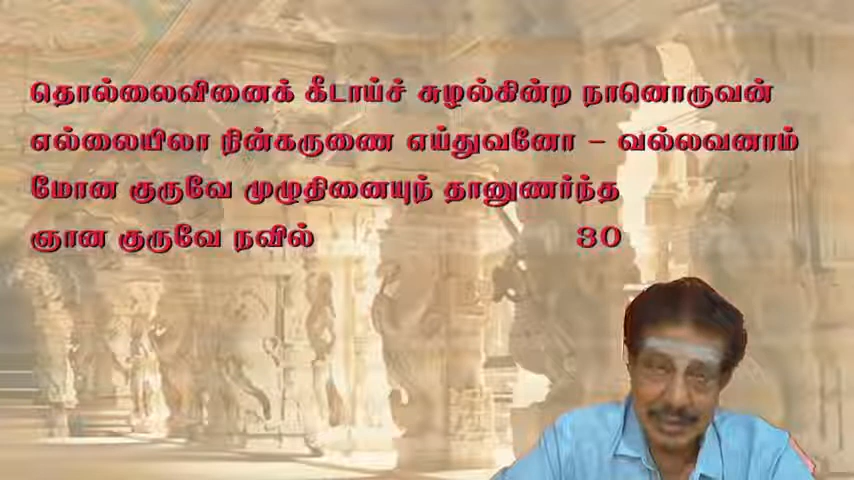 தொல்லைவினைக் கீடாய்ச் சுழல்கின்ற நானொருவன்
எல்லையிலா நின்கருணை எய்துவனோ – வல்லவனாம்
மோன குருவே முழுதினையுந் தானுணர்ந்த
ஞான குருவே நவில் 30